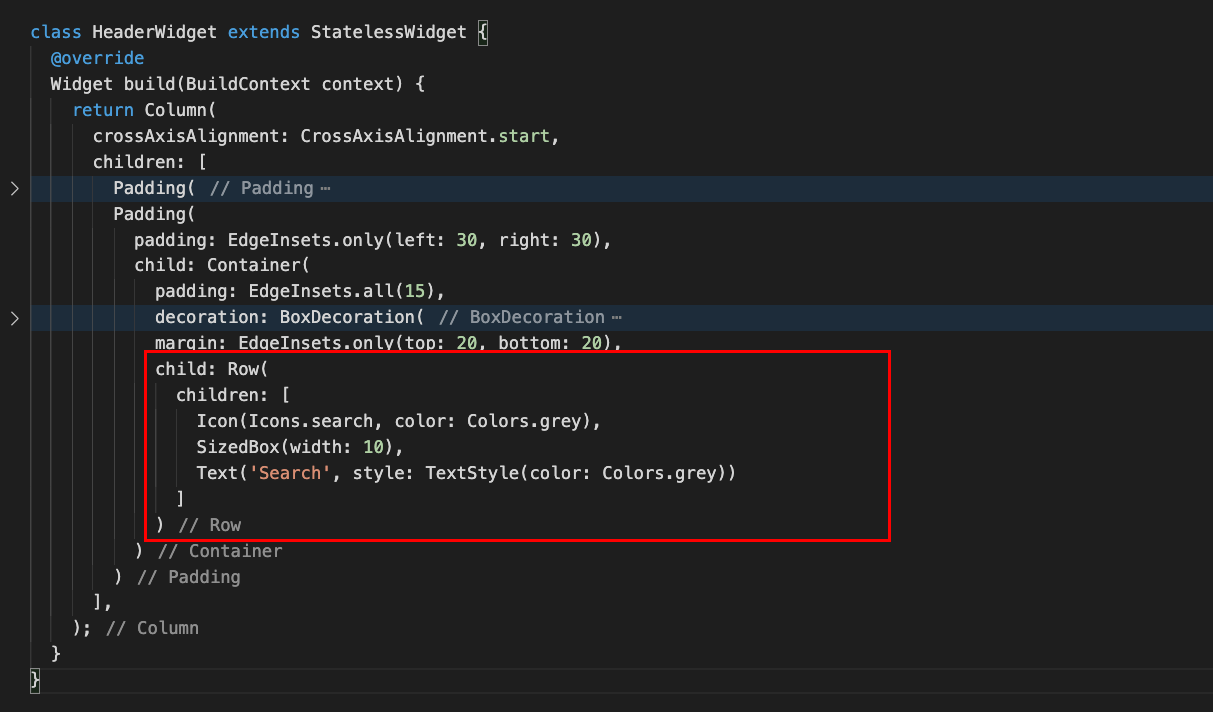 class HeaderWidget extends StatelessWidget {
@override
Widget build(BuildContext context) {
return Column(
crossAxisAlignment: CrossAxisAlignment.start,
children: [
Padding( // Padding ⋯
Padding(
padding: EdgeInsets.only(left: 30, right: 30),
child: Container(
padding: EdgeInsets.all(15),
decoration: BoxDecoration( // BoxDecoration ⋯
margin: EdgeInsets.only(top: 20, bottom: 20),
child: Row(
children: [
Icon(Icons.search, color: Colors.grey),
SizedBox(width: 10),
Text('Search', style: TextStyle(color: Colors.grey))
]
) // Row
) // Container
) // Padding
],
); // Column
}
}